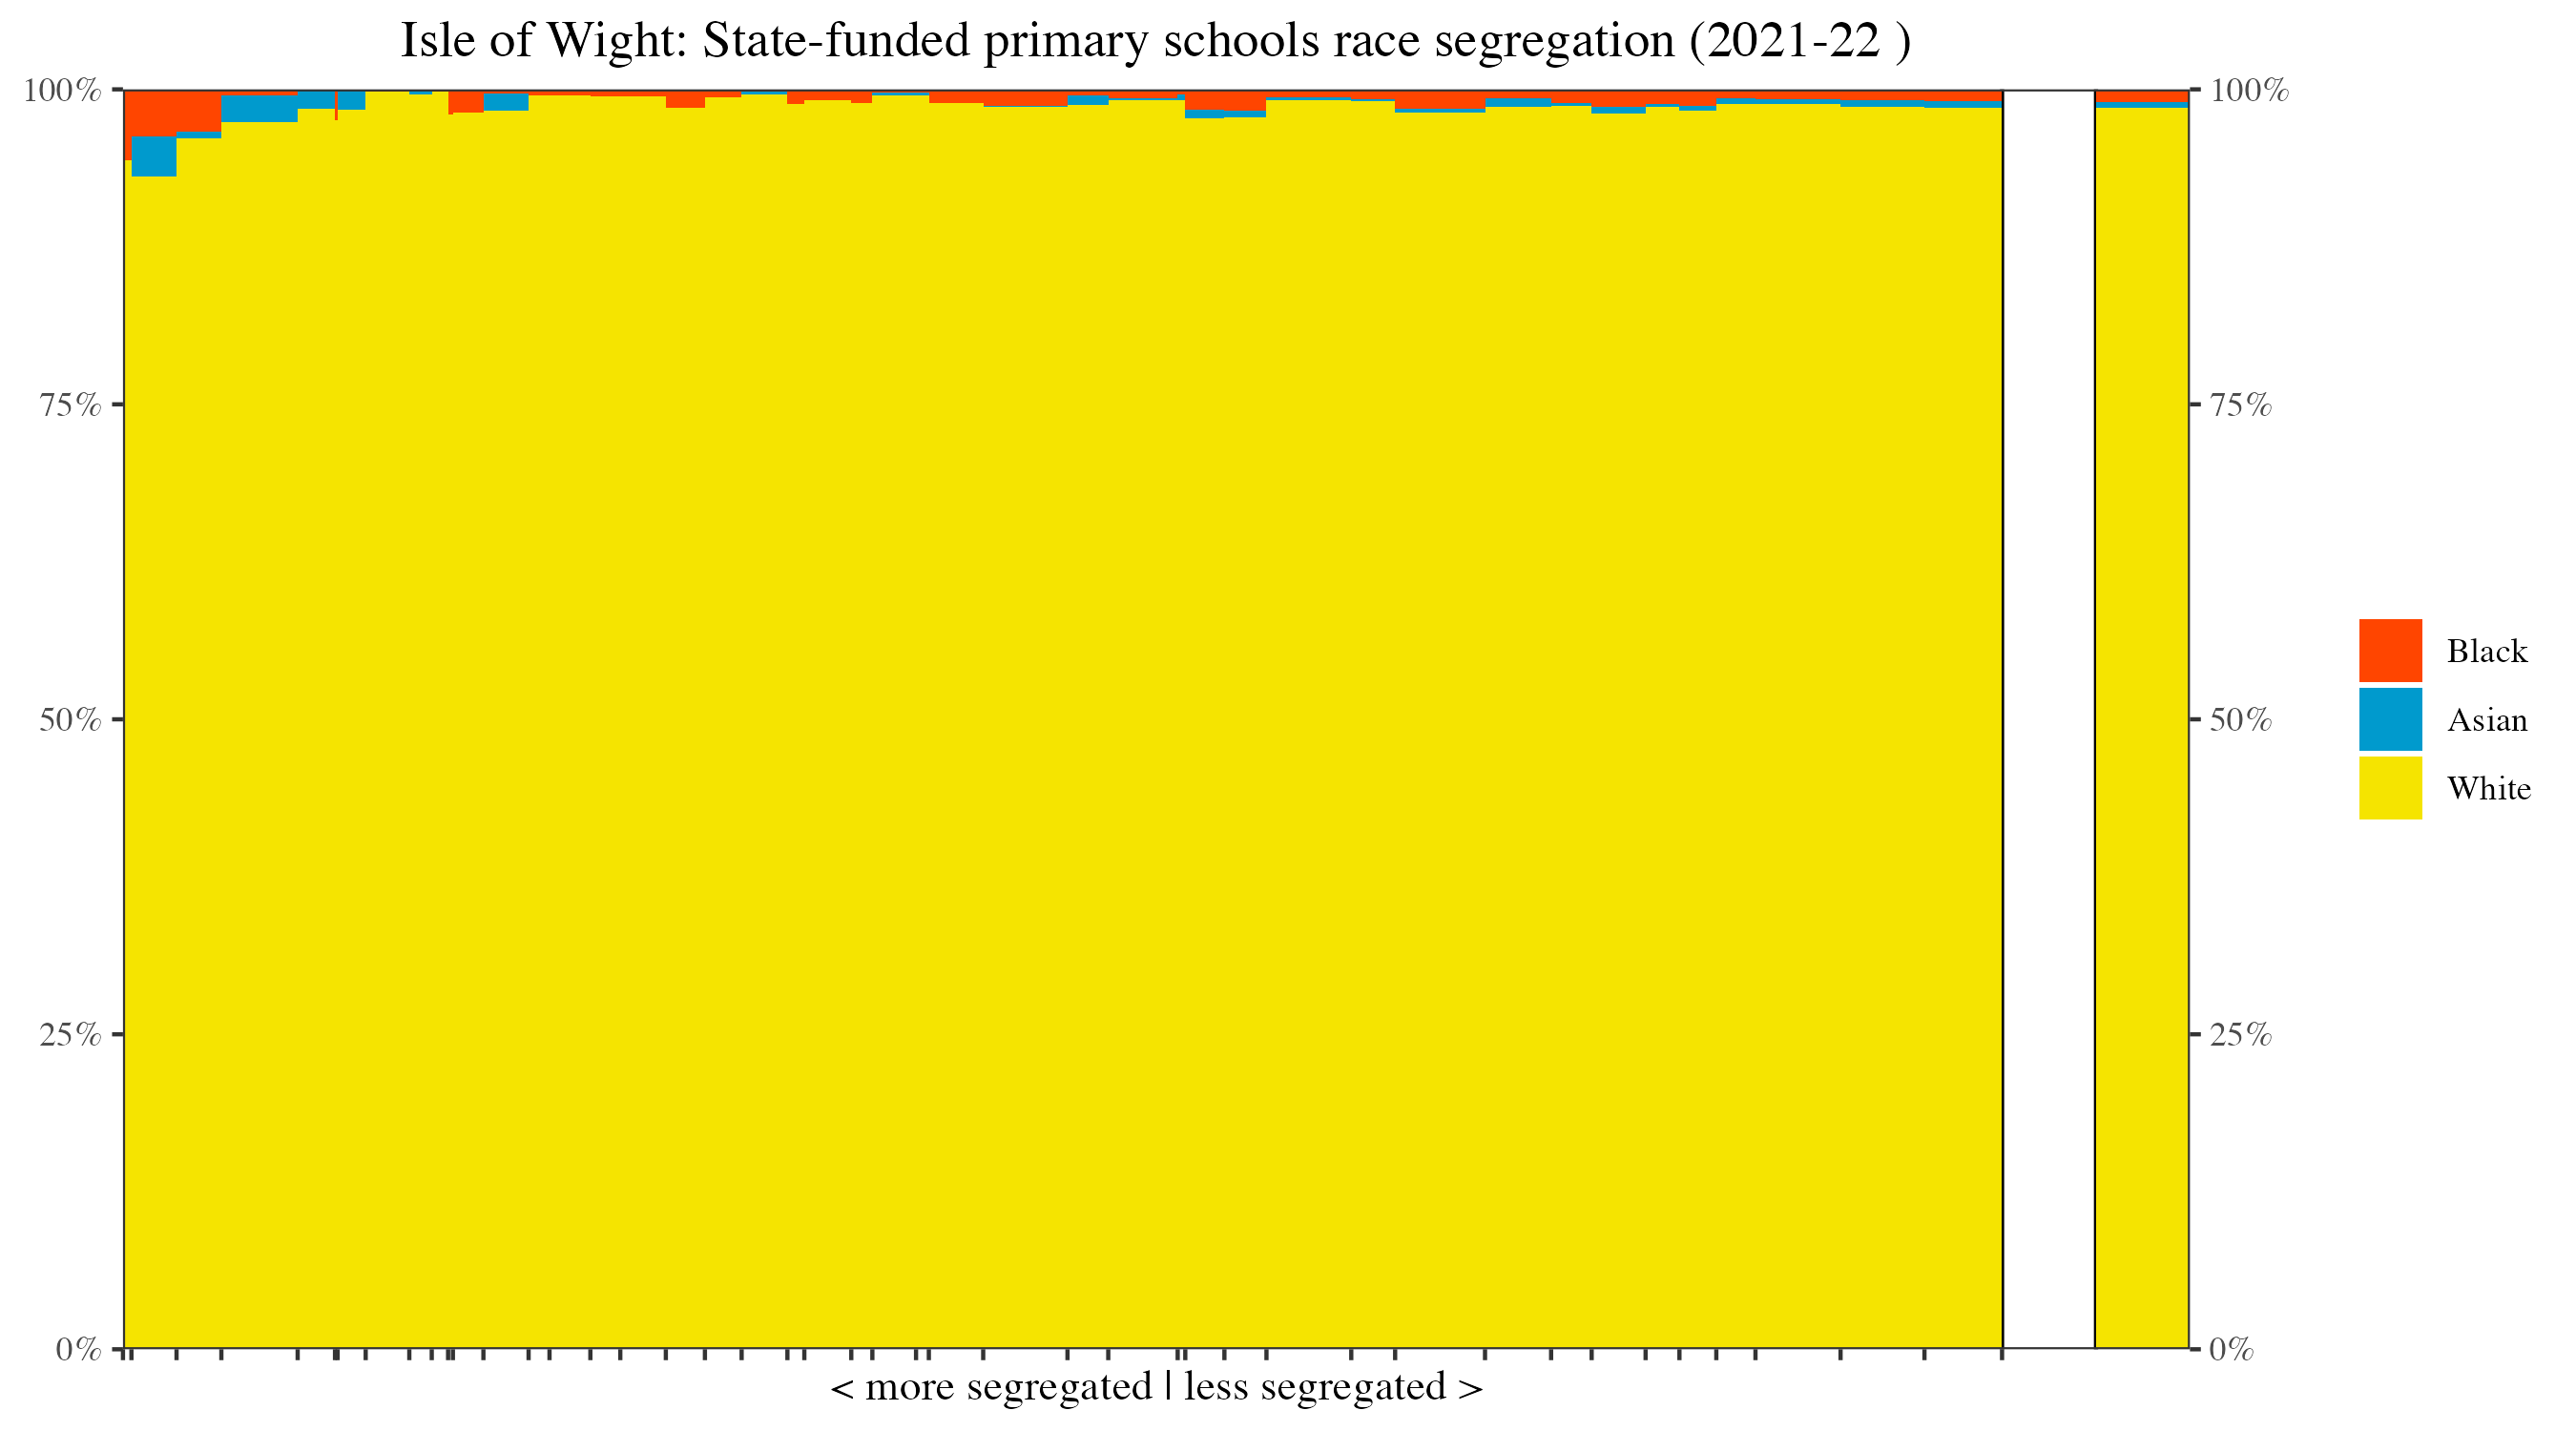 Isle of Wight: State-funded primary schools race segregation (2021-22 )
100%
75%
50%
25%
0%
100%
75%
50%
25%
0%
Black
Asian
White
< more segregated | less segregated >